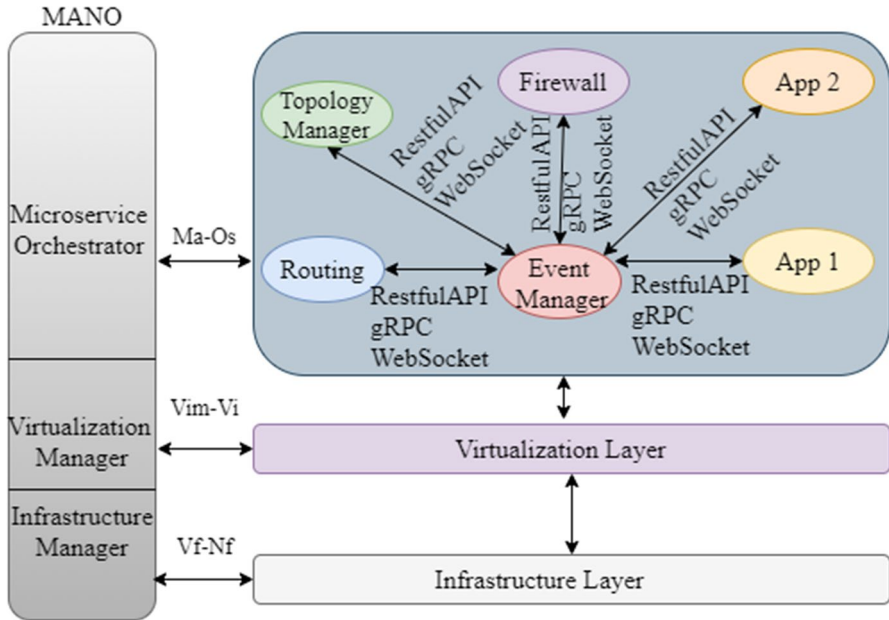 MANO
Microservice
Orchestrator
Virtualization
Manager
Infrastructure
Manager
Ma-Os
Vim-Vi
Vf-Nf
Topology
Manager
Firewall
App 2
RestfulAPI
gRPC
WebSocket
RestfulAPI
gRPC
WebSocket
RestfulAPI
gRPC
WebSocket
Routing
Event
Manager
App 1
RestfulAPI
gRPC
WebSocket
RestfulAPI
gRPC
WebSocket
Virtualization Layer
Infrastructure Layer